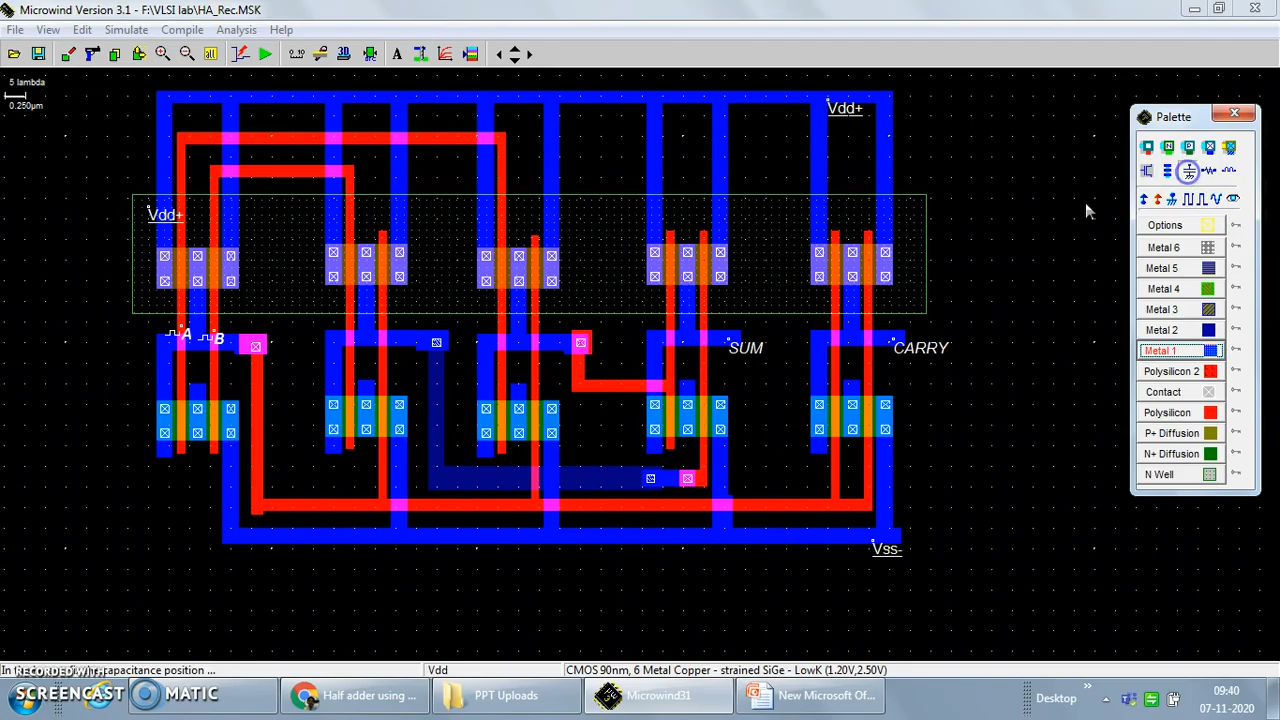 Microwind Version 3.1 - F:\VLSI lab\HA_Rec.MSK
File View Edit Simulate Compile Analysis Help
5 lambda
0.250µm
Vdd+
Vdd+
A
B
SUM
CARRY
Vss-
Palette
Options
Metal 6
Metal 5
Metal 4
Metal 3
Metal 2
Metal 1
Polysilicon 2
Contact
Polysilicon
P+ Diffusion
N+ Diffusion
N Well
capacitance position ...
Vdd
CMOS 90nm, 6 Metal Copper - strained SiGe - LowK (1.20V,2.50V)
RECORDED WITH
SCREENCAST MATIC
Half adder using ...
PPT Uploads
Microwind31
New Microsoft Of...
Desktop
09:40
07-11-2020